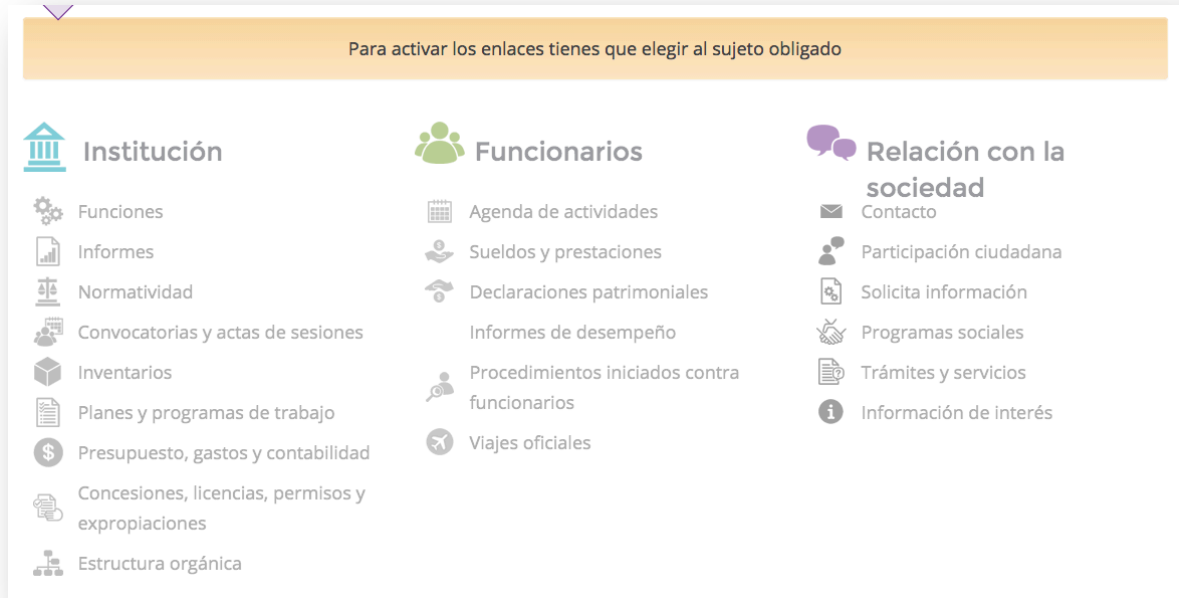 Para activar los enlaces tienes que elegir al sujeto obligado
Institución
Funciones
Informes
Normatividad
Convocatorias y actas de sesiones
Inventarios
Planes y programas de trabajo
Presupuesto, gastos y contabilidad
Concesiones, licencias, permisos y
expropiaciones
Estructura orgánica
Funcionarios
Agenda de actividades
Sueldos y prestaciones
Declaraciones patrimoniales
Informes de desempeño
Procedimientos iniciados contra
funcionarios
Viajes oficiales
Relación con la
sociedad
Contacto
Participación ciudadana
Solicita información
Programas sociales
Trámites y servicios
Información de interés